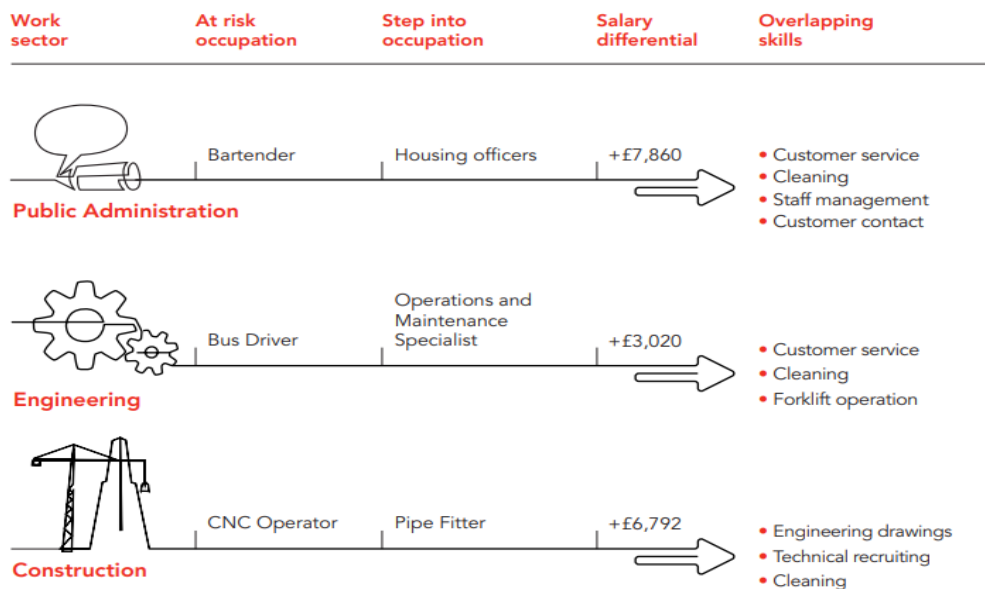 Work sector
At risk occupation
Step into occupation
Salary differential
Overlapping skills
Bartender
Housing officers
+£7,860
• Customer service
• Cleaning
• Staff management
• Customer contact
Public Administration
Bus Driver
Operations and
Maintenance
Specialist
+£3,020
• Customer service
• Cleaning
• Forklift operation
Engineering
CNC Operator
Pipe Fitter
+£6,792
• Engineering drawings
• Technical recruiting
• Cleaning
Construction